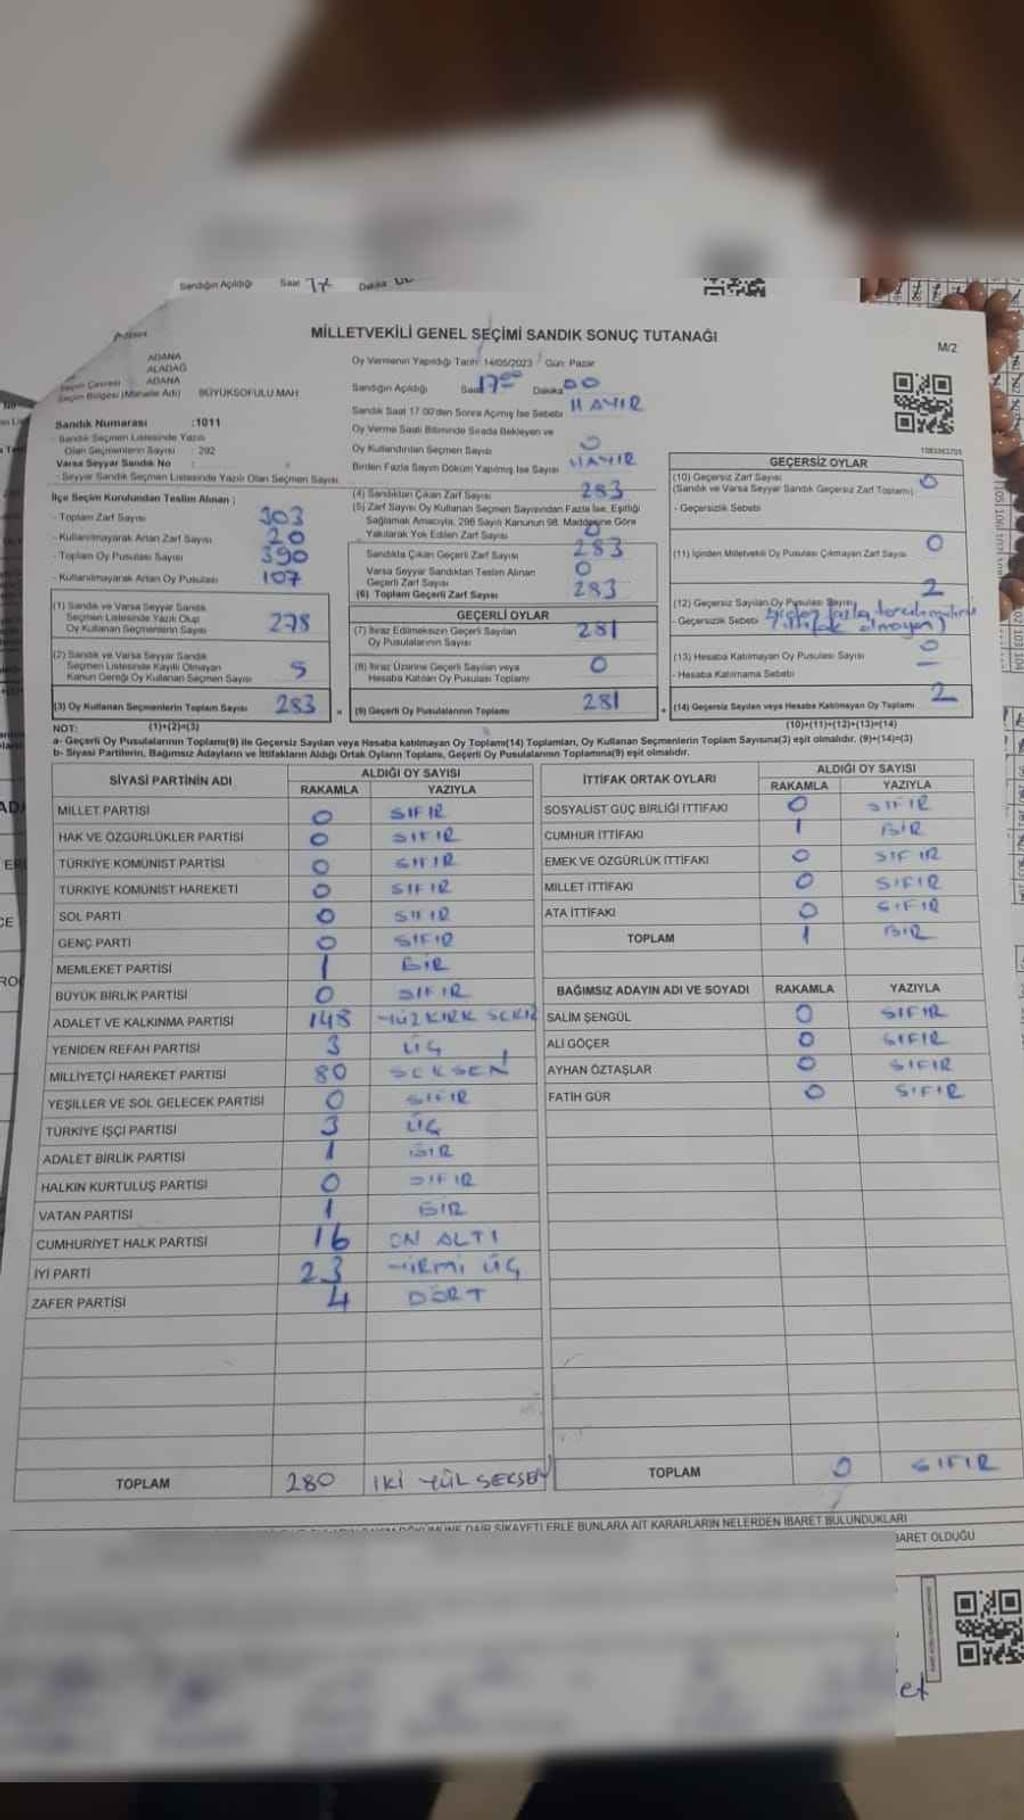 Sandığın Açıldığı Saat 17 Dakika
MİLLETVEKİLİ GENEL SEÇİMİ SANDIK SONUÇ TUTANAĞI
M/2
ADANA
ALADAĞ
Seçim Çevresi ADANA
Seçim Bölgesi (Mahalle Adı) BÜYÜKSOFULU MAH
Oy Vermenin Yapıldığı Tarih: 14/05/2023 Gün: Pazar
Sandığın Açıldığı Saat 17 00 Dakika 00
Sandık Saat 17.00'den Sonra Açılmış İse Sebebi HAYIR
Oy Verme Saati Bitiminde Sırada Bekleyen ve
Oy Kullandırılan Seçmen Sayısı 0
Birden Fazla Sayım Döküm Yapılmış İse Sayısı HAYIR
Sandık Numarası :1011
- Sandık Seçmen Listesinde Yazılı
Olan Seçmenlerin Sayısı : 292
Varsa Seyyar Sandık No :
- Seyyar Sandık Seçmen Listesinde Yazılı Olan Seçmen Sayısı:
İlçe Seçim Kurulundan Teslim Alınan ;
- Toplam Zarf Sayısı 303
- Kullanılmayarak Artan Zarf Sayısı 20
- Toplam Oy Pusulası Sayısı 390
- Kullanılmayarak Artan Oy Pusulası 107
(1) Sandık ve Varsa Seyyar Sandık
Seçmen Listesinde Yazılı Olup
Oy Kullanan Seçmenlerin Sayısı 278
(2) Sandık ve Varsa Seyyar Sandık
Seçmen Listesinde Kayıtlı Olmayan
Kanun Gereği Oy Kullanan Seçmen Sayısı 5
(3) Oy Kullanan Seçmenlerin Toplam Sayısı 283
(4) Sandıktan Çıkan Zarf Sayısı 283
(5) Zarf Sayısı Oy Kullanan Seçmen Sayısından Fazla İse, Eşitliği
Sağlamak Amacıyla, 298 Sayılı Kanunun 98. Maddesine Göre
Yakılarak Yok Edilen Zarf Sayısı 0
Sandıkta Çıkan Geçerli Zarf Sayısı 283
Varsa Seyyar Sandıktan Teslim Alınan
Geçerli Zarf Sayısı 0
(6) Toplam Geçerli Zarf Sayısı 283
GEÇERLİ OYLAR
(7) İtiraz Edilmeksizin Geçerli Sayılan
Oy Pusulalarının Sayısı 281
(8) İtiraz Üzerine Geçerli Sayılan veya
Hesaba Katılan Oy Pusulası Toplamı 0
(9) Geçerli Oy Pusulalarının Toplamı 281
GEÇERSİZ OYLAR
(10) Geçersiz Zarf Sayısı
(Sandık ve Varsa Seyyar Sandık Geçersiz Zarf Toplamı) 0
- Geçersizlik Sebebi
(11) İçinden Milletvekili Oy Pusulası Çıkmayan Zarf Sayısı 0
(12) Geçersiz Sayılan Oy Pusulası Sayısı 2
- Geçersizlik Sebebi fazla ittifak olmayan)
(13) Hesaba Katılmayan Oy Pusulası Sayısı 0
- Hesaba Katılmama Sebebi —
(14) Geçersiz Sayılan veya Hesaba Katılmayan Oy Toplamı 2
NOT: (1)+(2)=(3) (10)+(11)+(12)+(13)=(14)
a- Geçerli Oy Pusulalarının Toplamı(9) ile Geçersiz Sayılan veya Hesaba katılmayan Oy Toplamı(14) Toplamları, Oy Kullanan Seçmenlerin Toplam Sayısına(3) eşit olmalıdır. (9)+(14)=(3)
b- Siyasi Partilerin, Bağımsız Adayların ve İttifakların Aldığı Ortak Oyların Toplamı, Geçerli Oy Pusulalarının Toplamına(9) eşit olmalıdır.
SİYASİ PARTİNİN ADI ALDIĞI OY SAYISI
RAKAMLA YAZIYLA
MİLLET PARTİSİ 0 SIFIR
HAK VE ÖZGÜRLÜKLER PARTİSİ 0 SIFIR
TÜRKİYE KOMÜNİST PARTİSİ 0 SIFIR
TÜRKİYE KOMÜNİST HAREKETİ 0 SIFIR
SOL PARTİ 0 SIFIR
GENÇ PARTİ 0 SIFIR
MEMLEKET PARTİSİ 1 BİR
BÜYÜK BİRLİK PARTİSİ 0 SIFIR
ADALET VE KALKINMA PARTİSİ 148 YÜZ KIRK SEKİZ
YENİDEN REFAH PARTİSİ 3 ÜÇ
MİLLİYETÇİ HAREKET PARTİSİ 80 SEKSEN
YEŞİLLER VE SOL GELECEK PARTİSİ 0 SIFIR
TÜRKİYE İŞÇİ PARTİSİ 3 ÜÇ
ADALET BİRLİK PARTİSİ 1 BİR
HALKIN KURTULUŞ PARTİSİ 0 SIFIR
VATAN PARTİSİ 1 BİR
CUMHURİYET HALK PARTİSİ 16 ON ALTI
İYİ PARTİ 23 YİRMİ ÜÇ
ZAFER PARTİSİ 4 DÖRT
TOPLAM 280 İKİ YÜZ SEKSEN
İTTİFAK ORTAK OYLARI ALDIĞI OY SAYISI
RAKAMLA YAZIYLA
SOSYALİST GÜÇ BİRLİĞİ İTTİFAKI 0 SIFIR
CUMHUR İTTİFAKI 1 BİR
EMEK VE ÖZGÜRLÜK İTTİFAKI 0 SIFIR
MİLLET İTTİFAKI 0 SIFIR
ATA İTTİFAKI 0 SIFIR
TOPLAM 1 BİR
BAĞIMSIZ ADAYIN ADI VE SOYADI RAKAMLA YAZIYLA
SALİM ŞENGÜL 0 SIFIR
ALİ GÖÇER 0 SIFIR
AYHAN ÖZTAŞLAR 0 SIFIR
FATİH GÜR 0 SIFIR
TOPLAM 0 SIFIR
DÖKÜMÜNE DAİR ŞİKAYETLERLE BUNLARA AİT KARARLARIN NELERDEN İBARET BULUNDUKLARI
BARET OLDUĞU
et